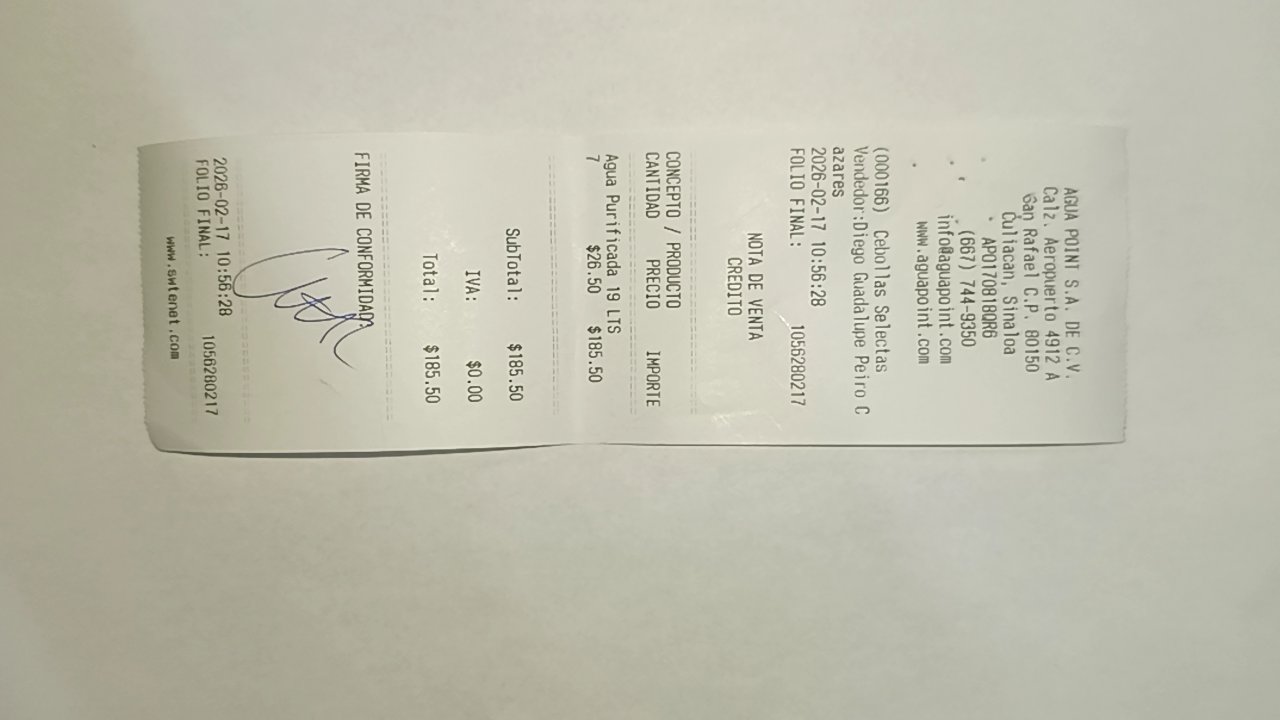 AGUA POINT S.A. DE C.V.
Calz. Aeropuerto 4912 A
San Rafael C.P. 80150
Culiacan, Sinaloa
APO170818QR6
(667) 744-9350
info@aguapoint.com
www.aguapoint.com
(000166) Cebollas Selectas
Vendedor:Diego Guadalupe Peiro C
azares
2026-02-17 10:56:28
FOLIO FINAL: 1056280217
NOTA DE VENTA
CREDITO
CONCEPTO / PRODUCTO
CANTIDAD PRECIO IMPORTE
Agua Purificada 19 LTS
7 $26.50 $185.50
SubTotal: $185.50
IVA: $0.00
Total: $185.50
FIRMA DE CONFORMIDAD
2026-02-17 10:56:28
FOLIO FINAL: 1056280217
www.swtenet.com